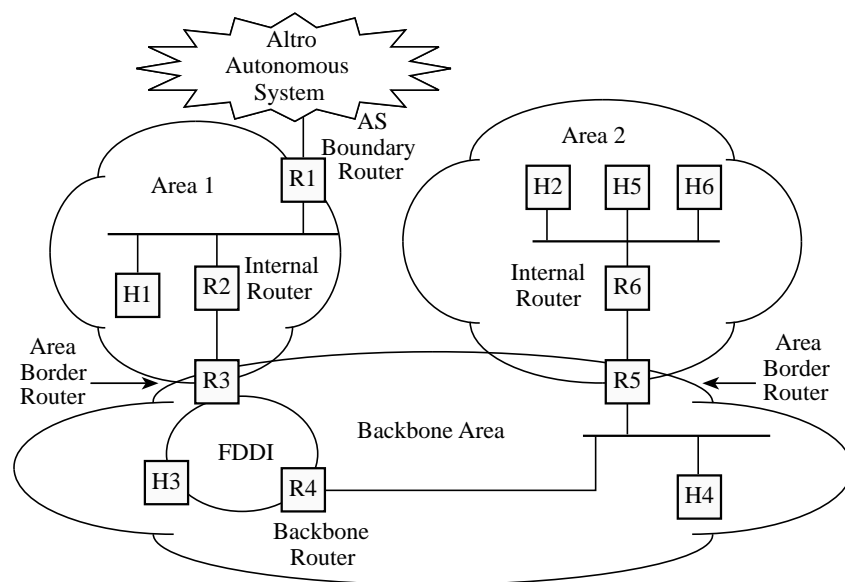 Altro
Autonomous
System
AS
Boundary
Router
R1
Area 1
Area 2
H2
H5
H6
H1
R2
Internal
Router
Internal
Router
R6
Area
Border
Router
R3
R5
Area
Border
Router
FDDI
Backbone Area
H3
R4
H4
Backbone
Router